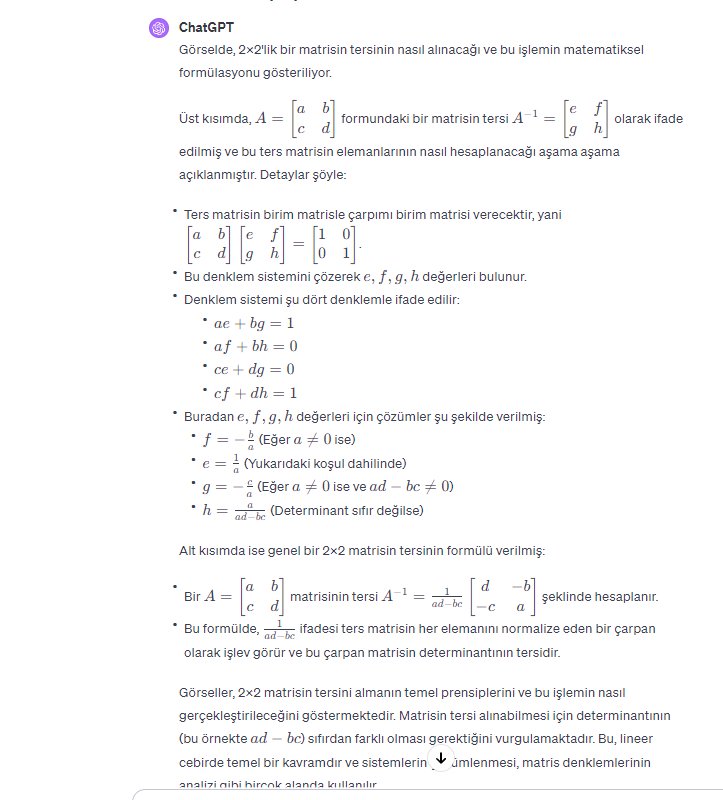 ChatGPT
Görselde, 2×2'lik bir matrisin tersinin nasıl alınacağı ve bu işlemin matematiksel
formülasyonu gösteriliyor.
Üst kısımda, A = [a b; c d] formundaki bir matrisin tersi A⁻¹ = [e f; g h] olarak ifade
edilmiş ve bu ters matrisin elemanlarının nasıl hesaplanacağı aşama aşama
açıklanmıştır. Detaylar şöyle:
• Ters matrisin birim matrisle çarpımı birim matrisi verecektir, yani
[a b; c d] [e f; g h] = [1 0; 0 1].
• Bu denklem sistemini çözerek e, f, g, h değerleri bulunur.
• Denklem sistemi şu dört denklemle ifade edilir:
• ae + bg = 1
• af + bh = 0
• ce + dg = 0
• cf + dh = 1
• Buradan e, f, g, h değerleri için çözümler şu şekilde verilmiş:
• f = −b/a (Eğer a ≠ 0 ise)
• e = 1/a (Yukarıdaki koşul dahilinde)
• g = −c/a (Eğer a ≠ 0 ise ve ad − bc ≠ 0)
• h = a/(ad−bc) (Determinant sıfır değilse)
Alt kısımda ise genel bir 2×2 matrisin tersinin formülü verilmiş:
• Bir A = [a b; c d] matrisinin tersi A⁻¹ = 1/(ad−bc) [d −b; −c a] şeklinde hesaplanır.
• Bu formülde, 1/(ad−bc) ifadesi ters matrisin her elemanını normalize eden bir çarpan
olarak işlev görür ve bu çarpan matrisin determinantının tersidir.
Görseller, 2×2 matrisin tersini almanın temel prensiplerini ve bu işlemin nasıl
gerçekleştirileceğini göstermektedir. Matrisin tersi alınabilmesi için determinantının
(bu örnekte ad − bc) sıfırdan farklı olması gerektiğini vurgulamaktadır. Bu, lineer
cebirde temel bir kavramdır ve sistemlerin ümlenmesi, matris denklemlerinin
analizi gibi birçok alanda kullanılır.